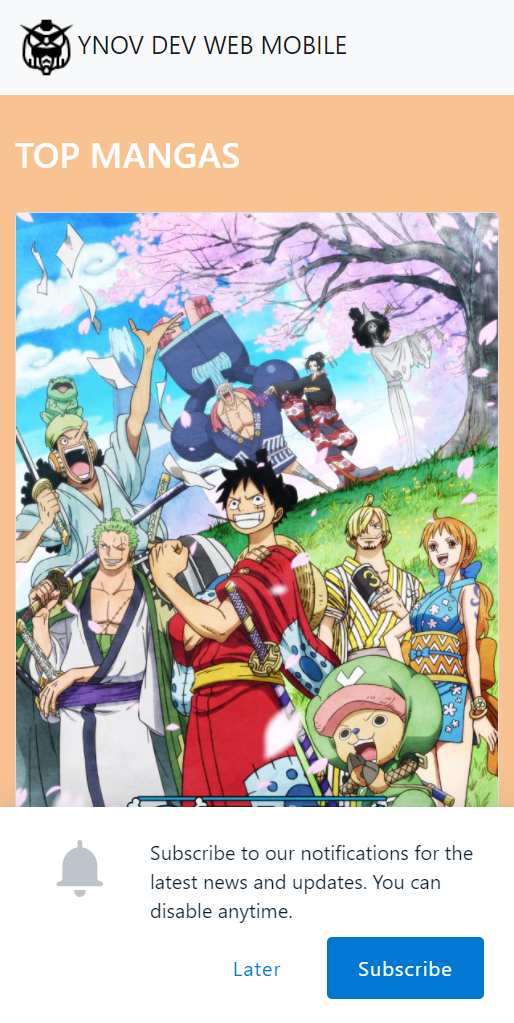 YNOV DEV WEB MOBILE
TOP MANGAS
3
Subscribe to our notifications for the
latest news and updates. You can
disable anytime.
Later
Subscribe